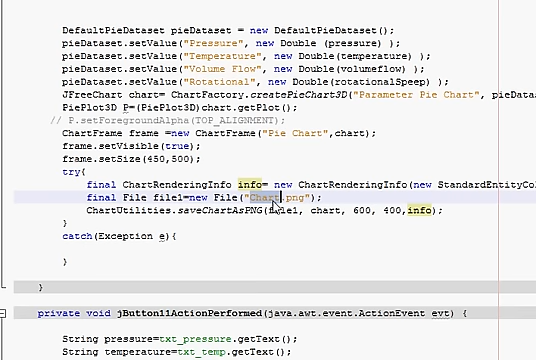 DefaultPieDataset pieDataset = new DefaultPieDataset();
pieDataset.setValue("Pressure", new Double (pressure) );
pieDataset.setValue("Temperature", new Double(temperature) );
pieDataset.setValue("Volume Flow", new Double(volumeflow) );
pieDataset.setValue("Rotational", new Double(rotationalSpeep) );
JFreeChart chart= ChartFactory.createPieChart3D("Parameter Pie Chart", pieData
PiePlot3D P=(PiePlot3D)chart.getPlot();
// P.setForegroundAlpha(TOP_ALIGNMENT);
ChartFrame frame =new ChartFrame("Pie Chart",chart);
frame.setVisible(true);
frame.setSize(450,500);
try{
final ChartRenderingInfo info= new ChartRenderingInfo(new StandardEntityCo
final File file1=new File("Chart.png");
ChartUtilities.saveChartAsPNG(file1, chart, 600, 400,info);
}
catch(Exception e){
}
}
private void jButton11ActionPerformed(java.awt.event.ActionEvent evt) {
String pressure=txt_pressure.getText();
String temperature=txt_temp.getText();